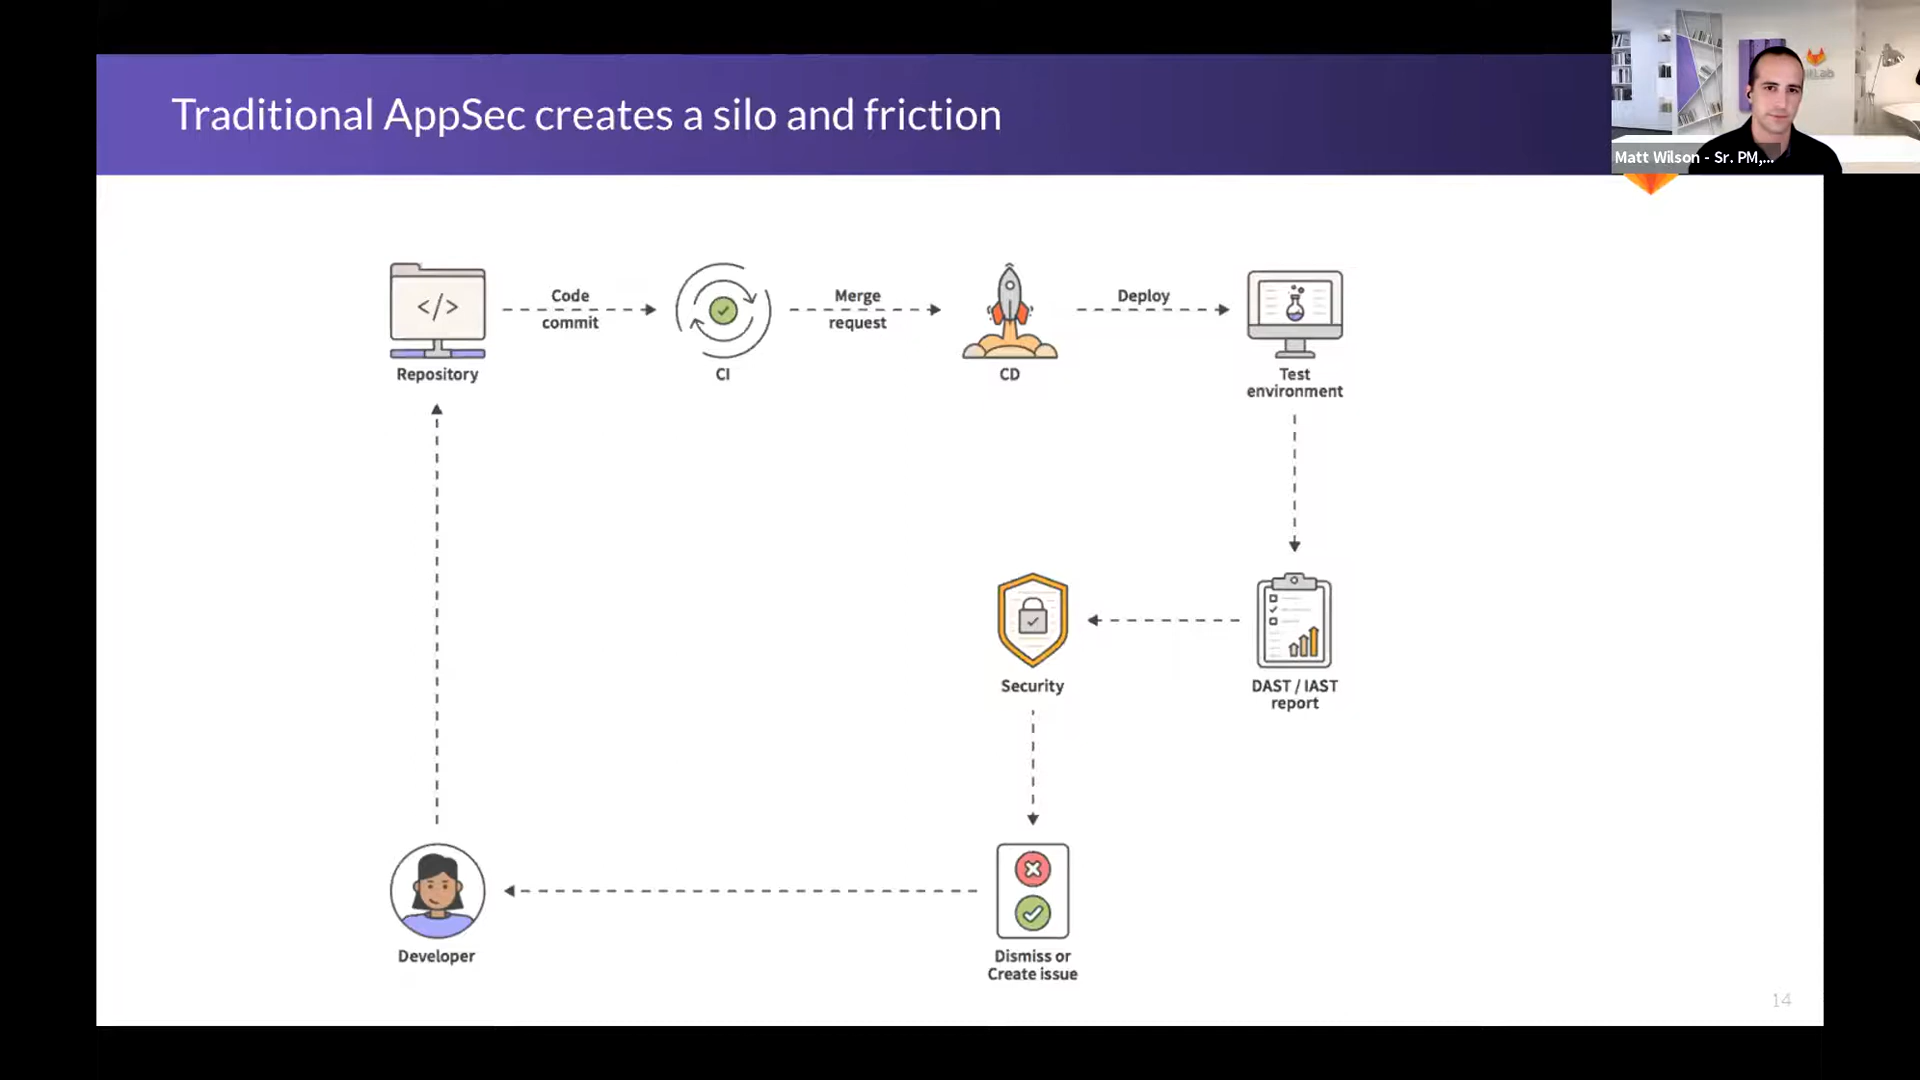 Traditional AppSec creates a silo and friction
Matt Wilson - Sr. PM,...
</>
Code
commit
Merge
request
Deploy
Repository
CI
CD
Test
environment
Security
DAST / IAST
report
Developer
Dismiss or
Create issue
14